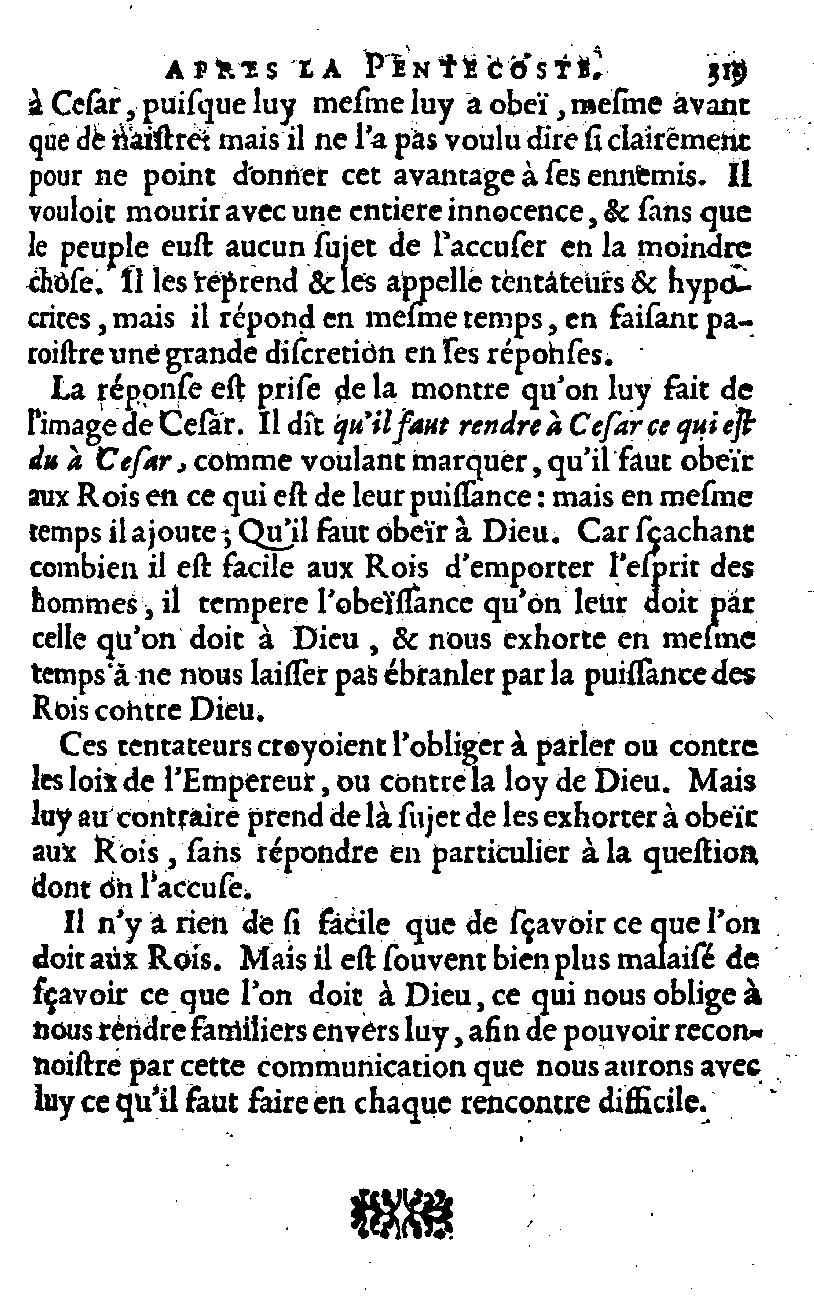 APRES LA PENTECOSTE. 319
à Ceſar, puiſque luy meſme luy a obeï, meſme avant
que de naiſtre: mais il ne l'a pas voulu dire ſi clairement
pour ne point donner cet avantage à ſes ennemis. Il
vouloit mourir avec une entiere innocence, & ſans que
le peuple euſt aucun ſujet de l'accuſer en la moindre
choſe. Il les reprend & les appelle tentateurs & hypo-
crites, mais il répond en meſme temps, en faiſant pa-
roiſtre une grande diſcretion en ſes réponſes.
La réponſe eſt priſe de la montre qu'on luy fait de
l'image de Ceſar. Il dit qu'il faut rendre à Ceſar ce qui eſt
du à Ceſar, comme voulant marquer, qu'il faut obeïr
aux Rois en ce qui eſt de leur puiſſance: mais en meſme
temps il ajoute; Qu'il faut obeïr à Dieu. Car ſçachant
combien il eſt facile aux Rois d'emporter l'eſprit des
hommes, il tempere l'obeïſſance qu'on leur doit par
celle qu'on doit à Dieu, & nous exhorte en meſme
temps à ne nous laiſſer pas ébranler par la puiſſance des
Rois contre Dieu.
Ces tentateurs croyoient l'obliger à parler ou contre
les loix de l'Empereur, ou contre la loy de Dieu. Mais
luy au contraire prend de là ſujet de les exhorter à obeïr
aux Rois, ſans répondre en particulier à la queſtion
dont on l'accuſe.
Il n'y a rien de ſi facile que de ſçavoir ce que l'on
doit aux Rois. Mais il eſt ſouvent bien plus malaiſé de
ſçavoir ce que l'on doit à Dieu, ce qui nous oblige à
nous rendre familiers envers luy, afin de pouvoir recon-
noiſtre par cette communication que nous aurons avec
luy ce qu'il faut faire en chaque rencontre difficile.